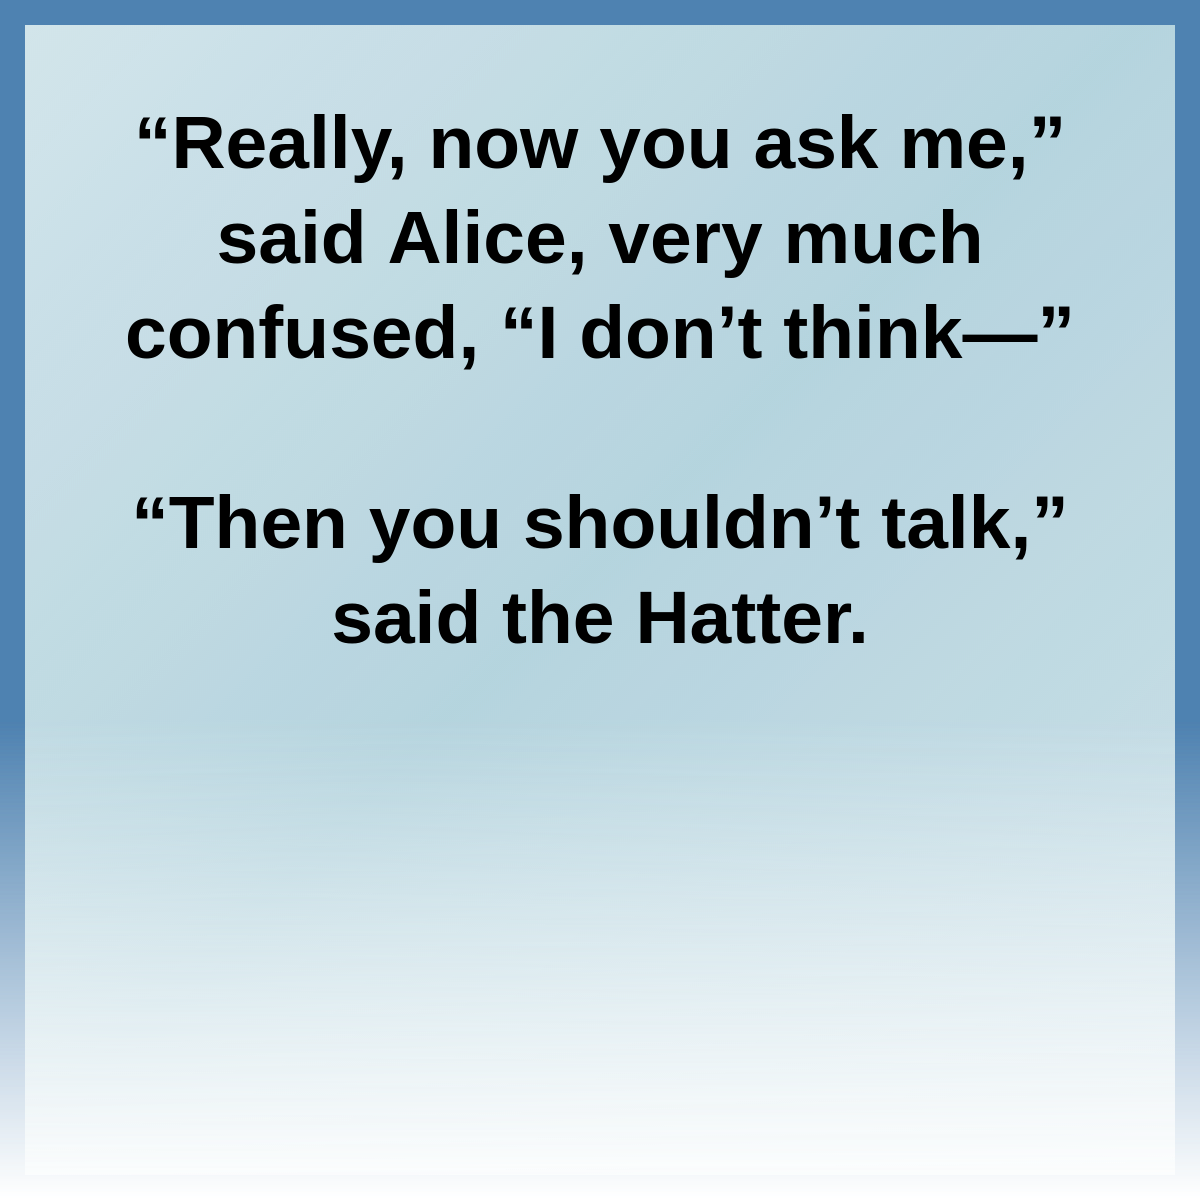 “Really, now you ask me,”
said Alice, very much
confused, “I don’t think—”
“Then you shouldn’t talk,”
said the Hatter.